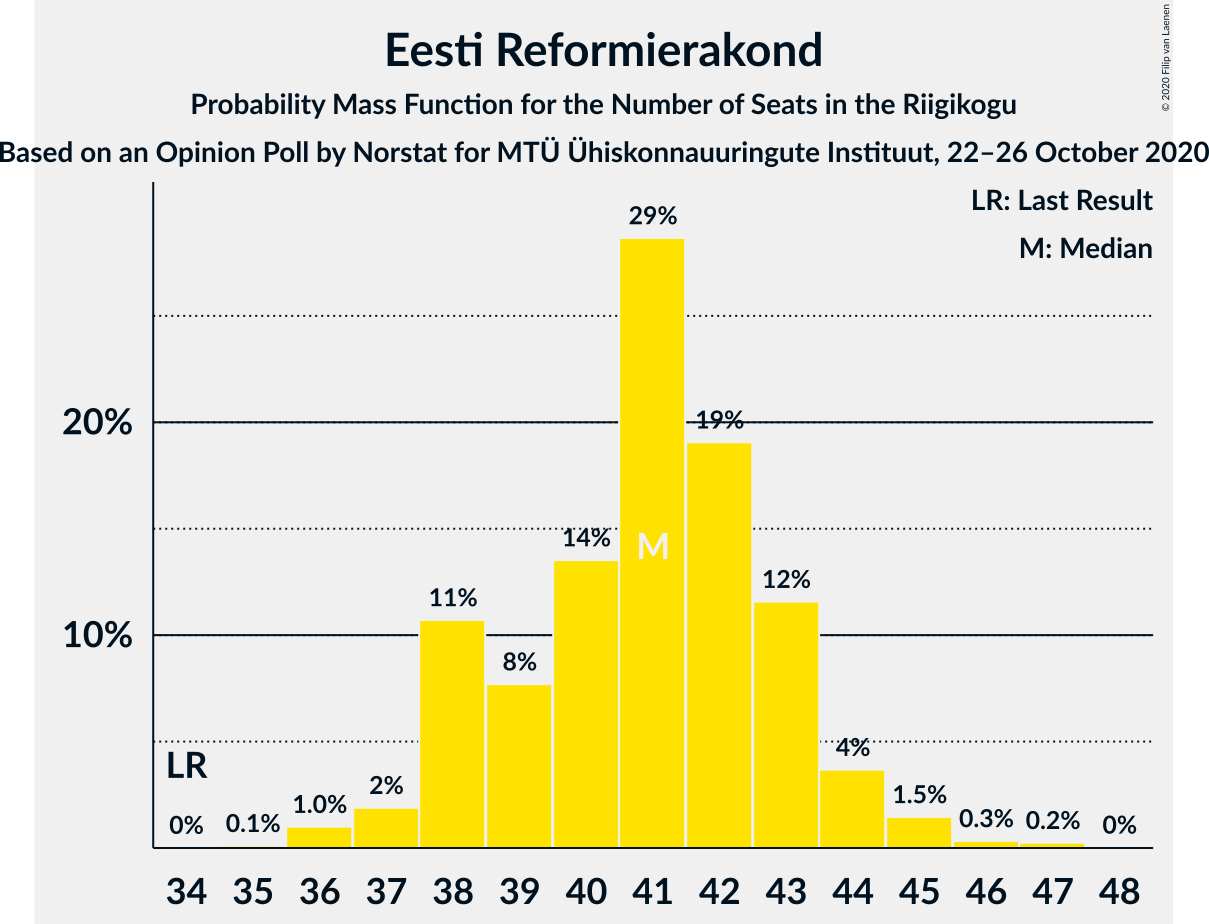 Eesti Reformierakond
Probability Mass Function for the Number of Seats in the Riigikogu
Based on an Opinion Poll by Norstat for MTÜ Ühiskonnauuringute Instituut, 22–26 October 2020
© 2020 Filip van Laenen
LR: Last Result
M: Median
29%
20%
19%
14%
M
12%
11%
10%
8%
LR
4%
2%
1.5%
1.0%
0%
0.1%
0.3%
0.2%
0%
34 35 36 37 38 39 40 41 42 43 44 45 46 47 48